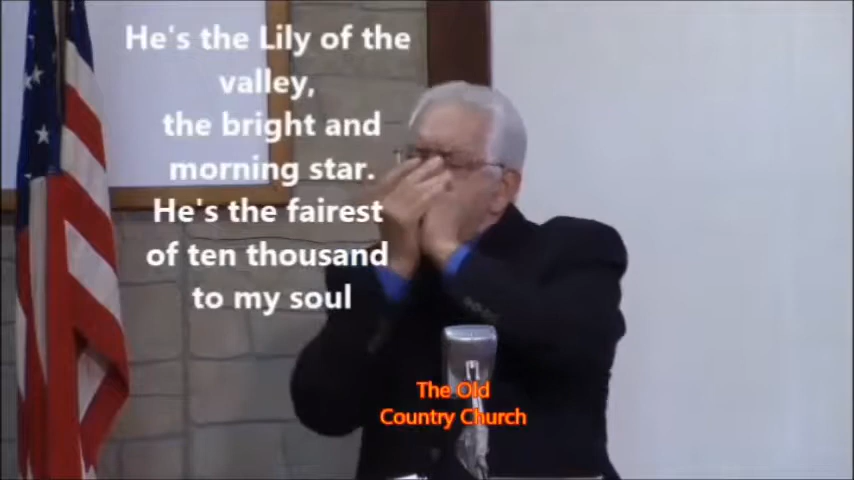 He's the Lily of the
valley,
the bright and
morning star.
He's the fairest
of ten thousand
to my soul
The Old
Country Church